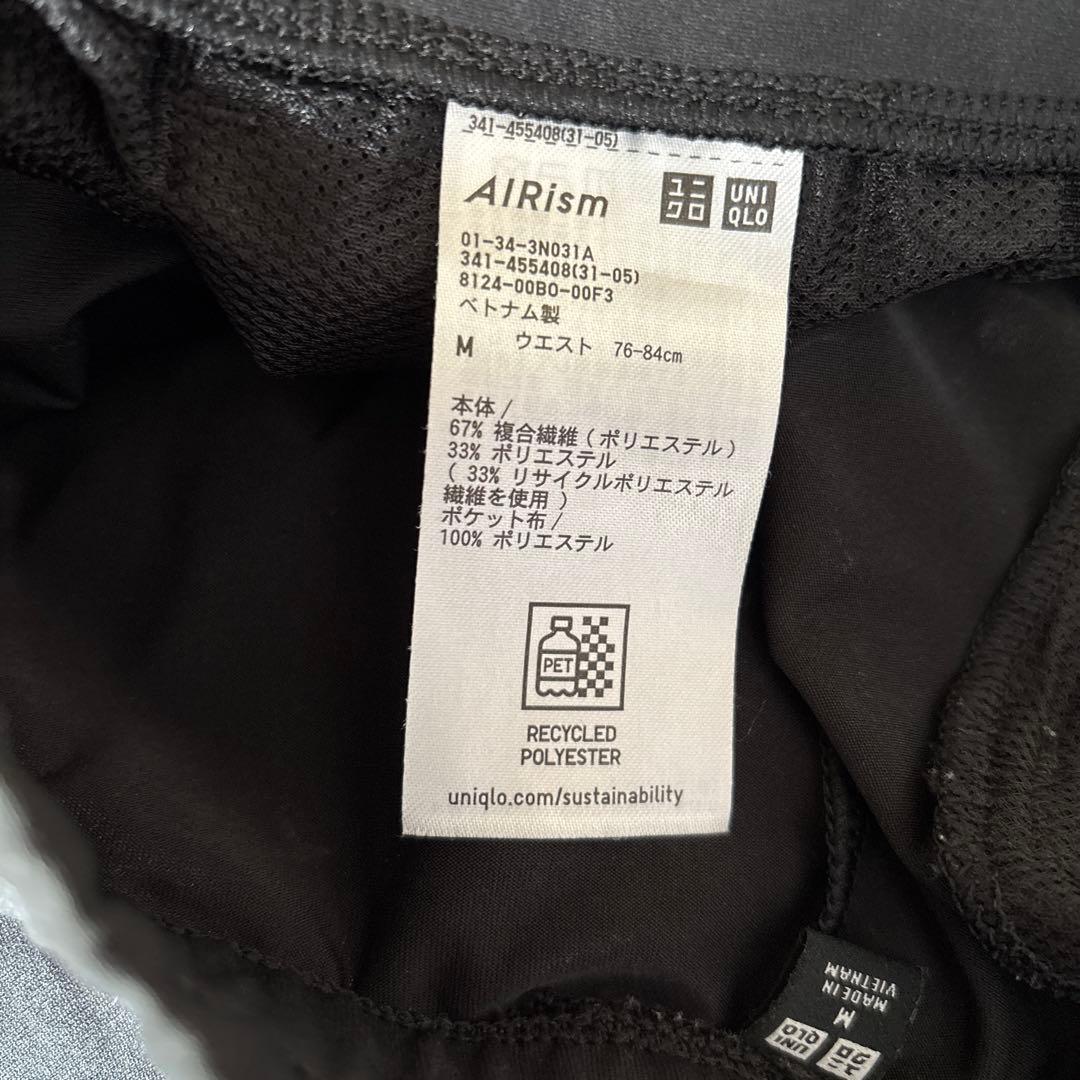 341-455408(31-05)
AIRism
ユニ
クロ
UNI
QLO
01-34-3N031A
341-455408(31-05)
8124-00B0-00F3
ベトナム製
M ウエスト 76-84cm
本体/
67% 複合繊維(ポリエステル)
33% ポリエステル
( 33% リサイクルポリエステル
繊維を使用 )
ポケット布/
100% ポリエステル
PET
RECYCLED
POLYESTER
uniqlo.com/sustainability
ユニ
クロ
UNI
QLO
M
MADE IN
VIETNAM